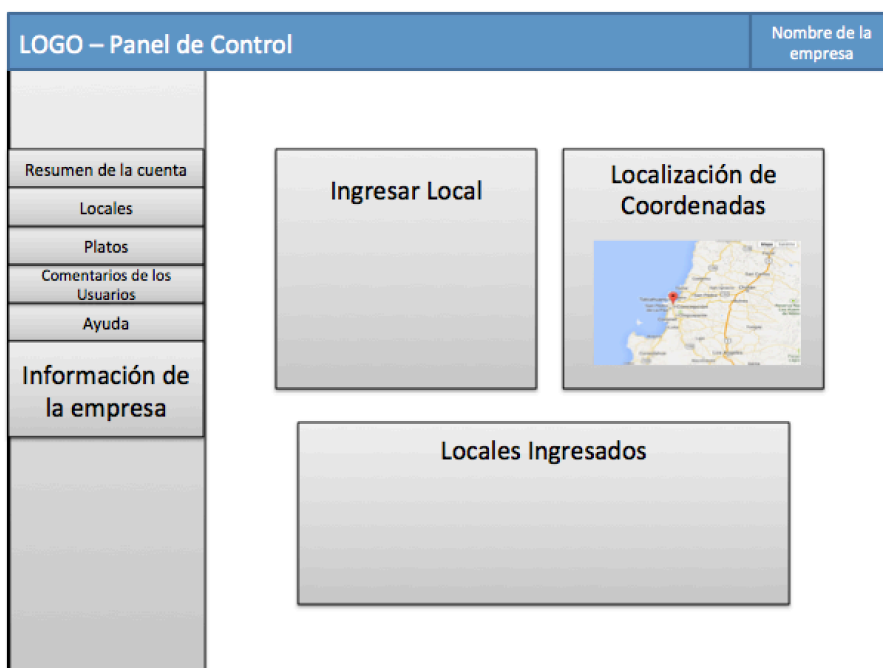 LOGO – Panel de Control
Nombre de la
empresa
Resumen de la cuenta
Locales
Platos
Comentarios de los
Usuarios
Ayuda
Información de
la empresa
Ingresar Local
Localización de
Coordenadas
Locales Ingresados